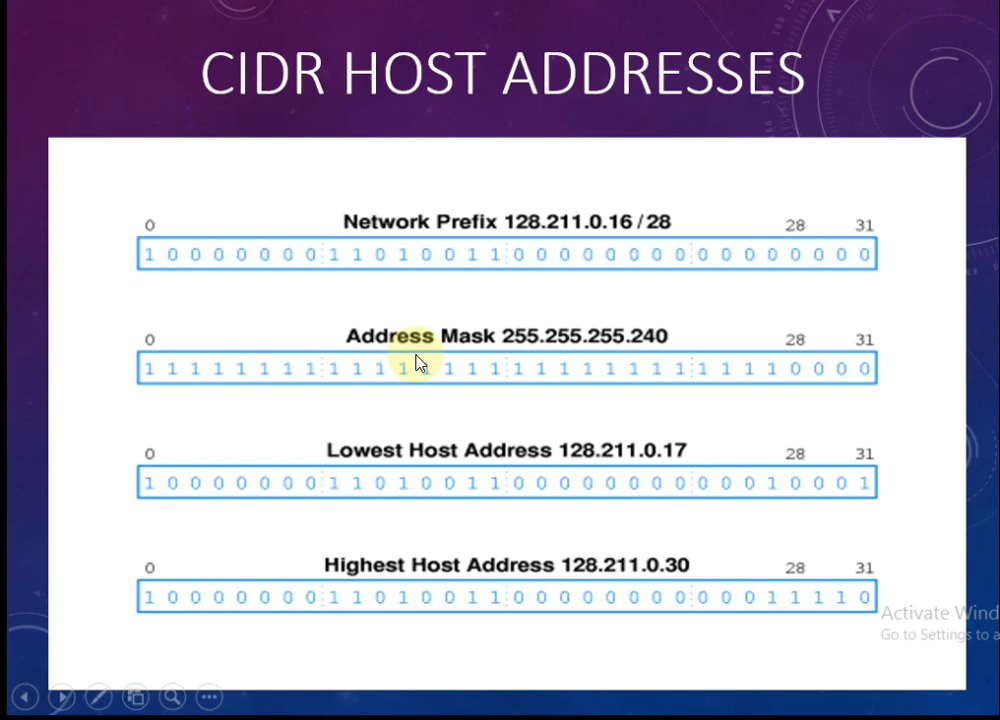 CIDR HOST ADDRESSES
Network Prefix 128.211.0.16 / 28
0 28 31
1 0 0 0 0 0 0 0 1 1 0 1 0 0 1 1 0 0 0 0 0 0 0 0 0 0 0 0 0 0 0 0
Address Mask 255.255.255.240
0 28 31
1 1 1 1 1 1 1 1 1 1 1 1 1 1 1 1 1 1 1 1 1 1 1 1 1 1 1 1 0 0 0 0
Lowest Host Address 128.211.0.17
0 28 31
1 0 0 0 0 0 0 0 1 1 0 1 0 0 1 1 0 0 0 0 0 0 0 0 0 0 0 1 0 0 0 1
Highest Host Address 128.211.0.30
0 28 31
1 0 0 0 0 0 0 0 1 1 0 1 0 0 1 1 0 0 0 0 0 0 0 0 0 0 0 1 1 1 1 0
Activate Wind
Go to Settings to a